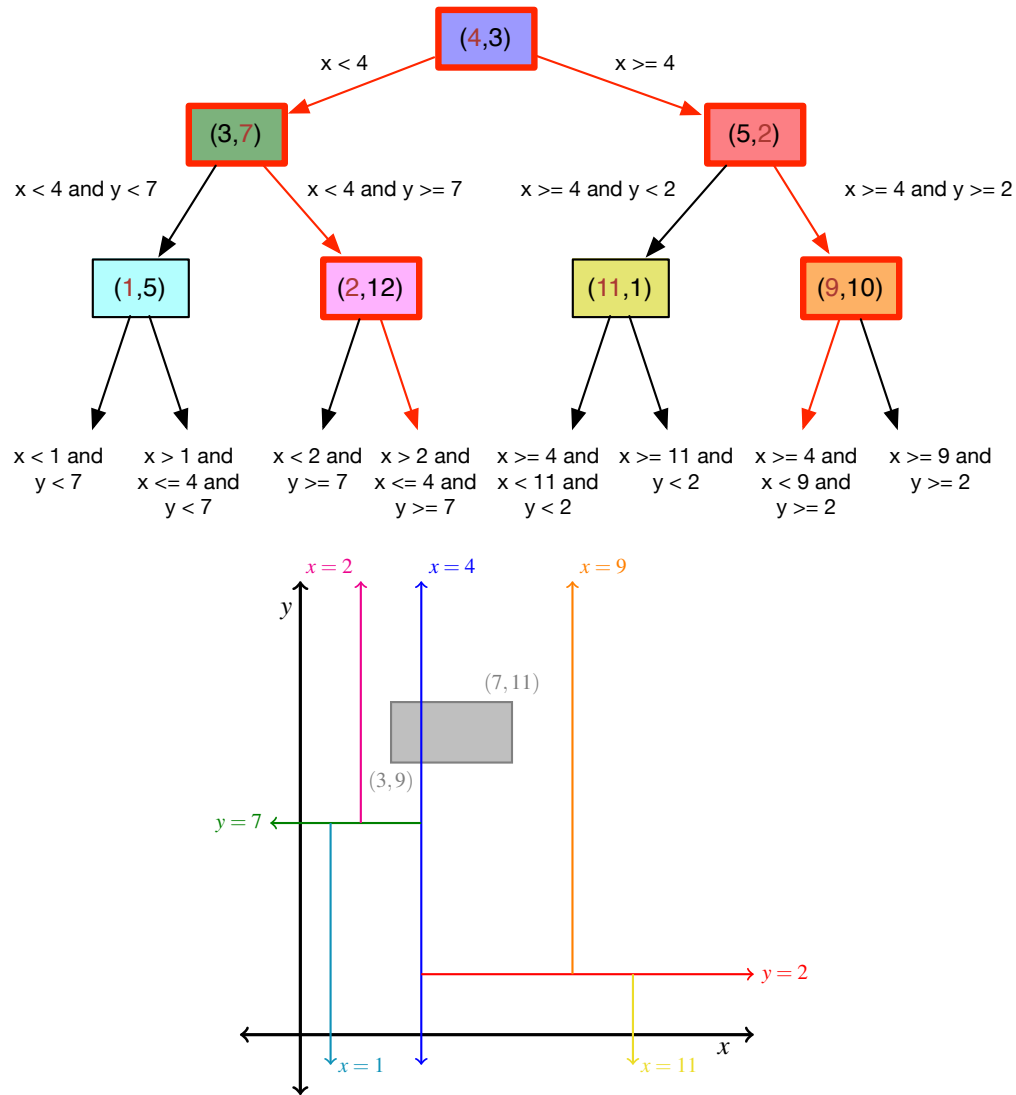 (4,3)
x < 4
x >= 4
(3,7)
(5,2)
x < 4 and y < 7
x < 4 and y >= 7
x >= 4 and y < 2
x >= 4 and y >= 2
(1,5)
(2,12)
(11,1)
(9,10)
x < 1 and
y < 7
x > 1 and
x <= 4 and
y < 7
x < 2 and
y >= 7
x > 2 and
x <= 4 and
y >= 7
x >= 4 and
x < 11 and
y < 2
x >= 11 and
y < 2
x >= 4 and
x < 9 and
y >= 2
x >= 9 and
y >= 2
x = 2
x = 4
x = 9
y
(7,11)
(3,9)
y = 7
y = 2
x
x = 1
x = 11